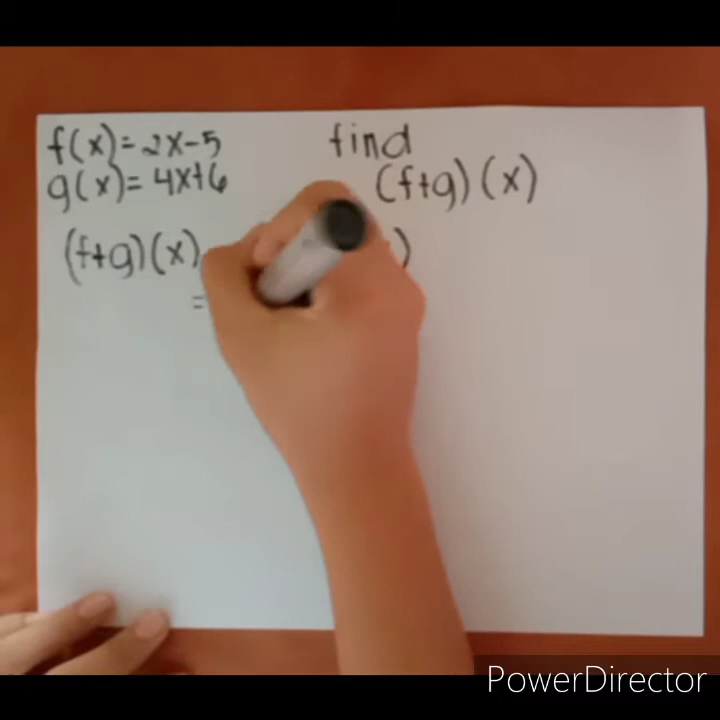 f(x)=2x-5 find
g(x)=4x+6 (f+g)(x)
(f+g)(x) )
=
PowerDirector